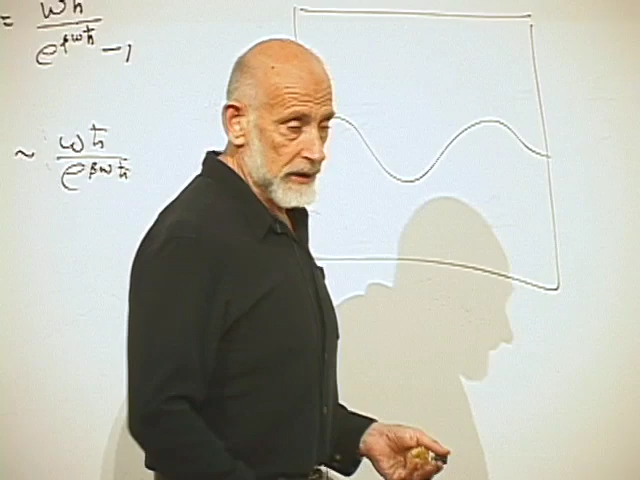 = ωħ / e^βωħ - 1
~ ωħ / e^βωħ